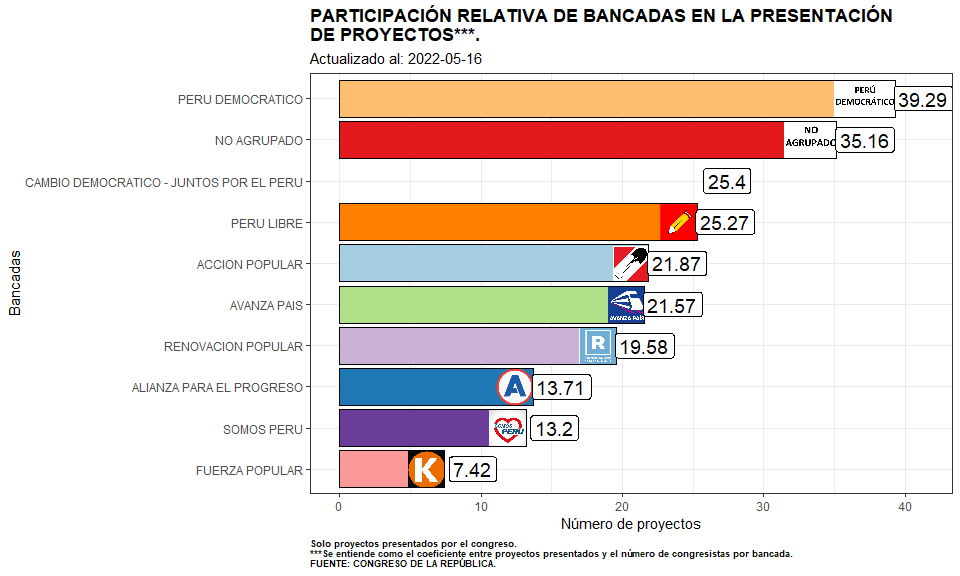 PARTICIPACIÓN RELATIVA DE BANCADAS EN LA PRESENTACIÓN
DE PROYECTOS***.
Actualizado al: 2022-05-16
Bancadas
PERU DEMOCRATICO
PERÚ
DEMOCRÁTICO
39.29
NO AGRUPADO
NO
AGRUPADO
35.16
CAMBIO DEMOCRATICO - JUNTOS POR EL PERU
25.4
PERU LIBRE
25.27
ACCION POPULAR
21.87
AVANZA PAIS
AVANZA PAÍS
21.57
RENOVACION POPULAR
R
19.58
ALIANZA PARA EL PROGRESO
A
13.71
SOMOS PERU
SOMOS
PERU
13.2
FUERZA POPULAR
K
7.42
0 10 20 30 40
Número de proyectos
Solo proyectos presentados por el congreso.
***Se entiende como el coeficiente entre proyectos presentados y el número de congresistas por bancada.
FUENTE: CONGRESO DE LA REPÚBLICA.